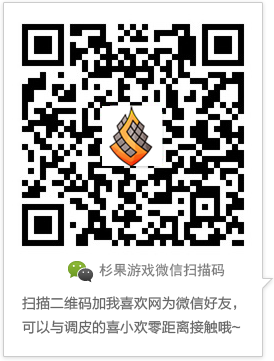 杉果游戏微信扫描码
扫描二维码加我喜欢网为微信好友，
可以与调皮的喜小欢零距离接触哦~